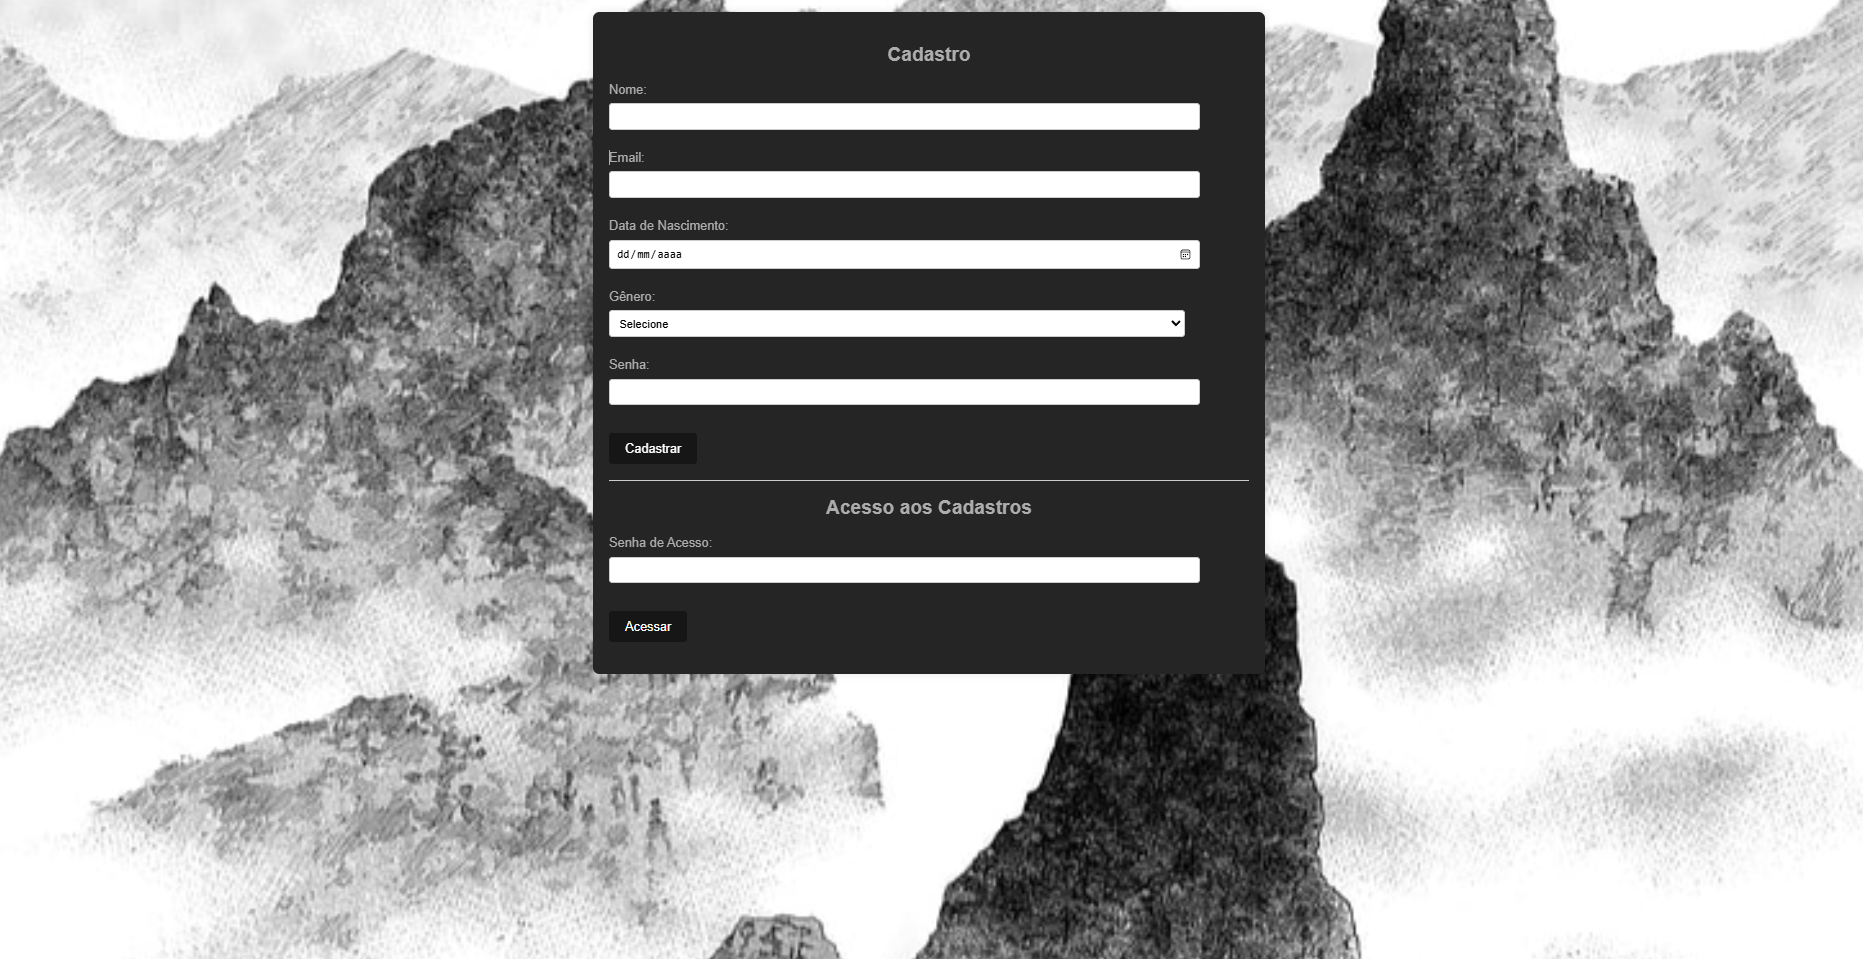 Cadastro
Nome:
Email:
Data de Nascimento:
dd/mm/aaaa
Gênero:
Selecione
Senha:
Cadastrar
Acesso aos Cadastros
Senha de Acesso:
Acessar